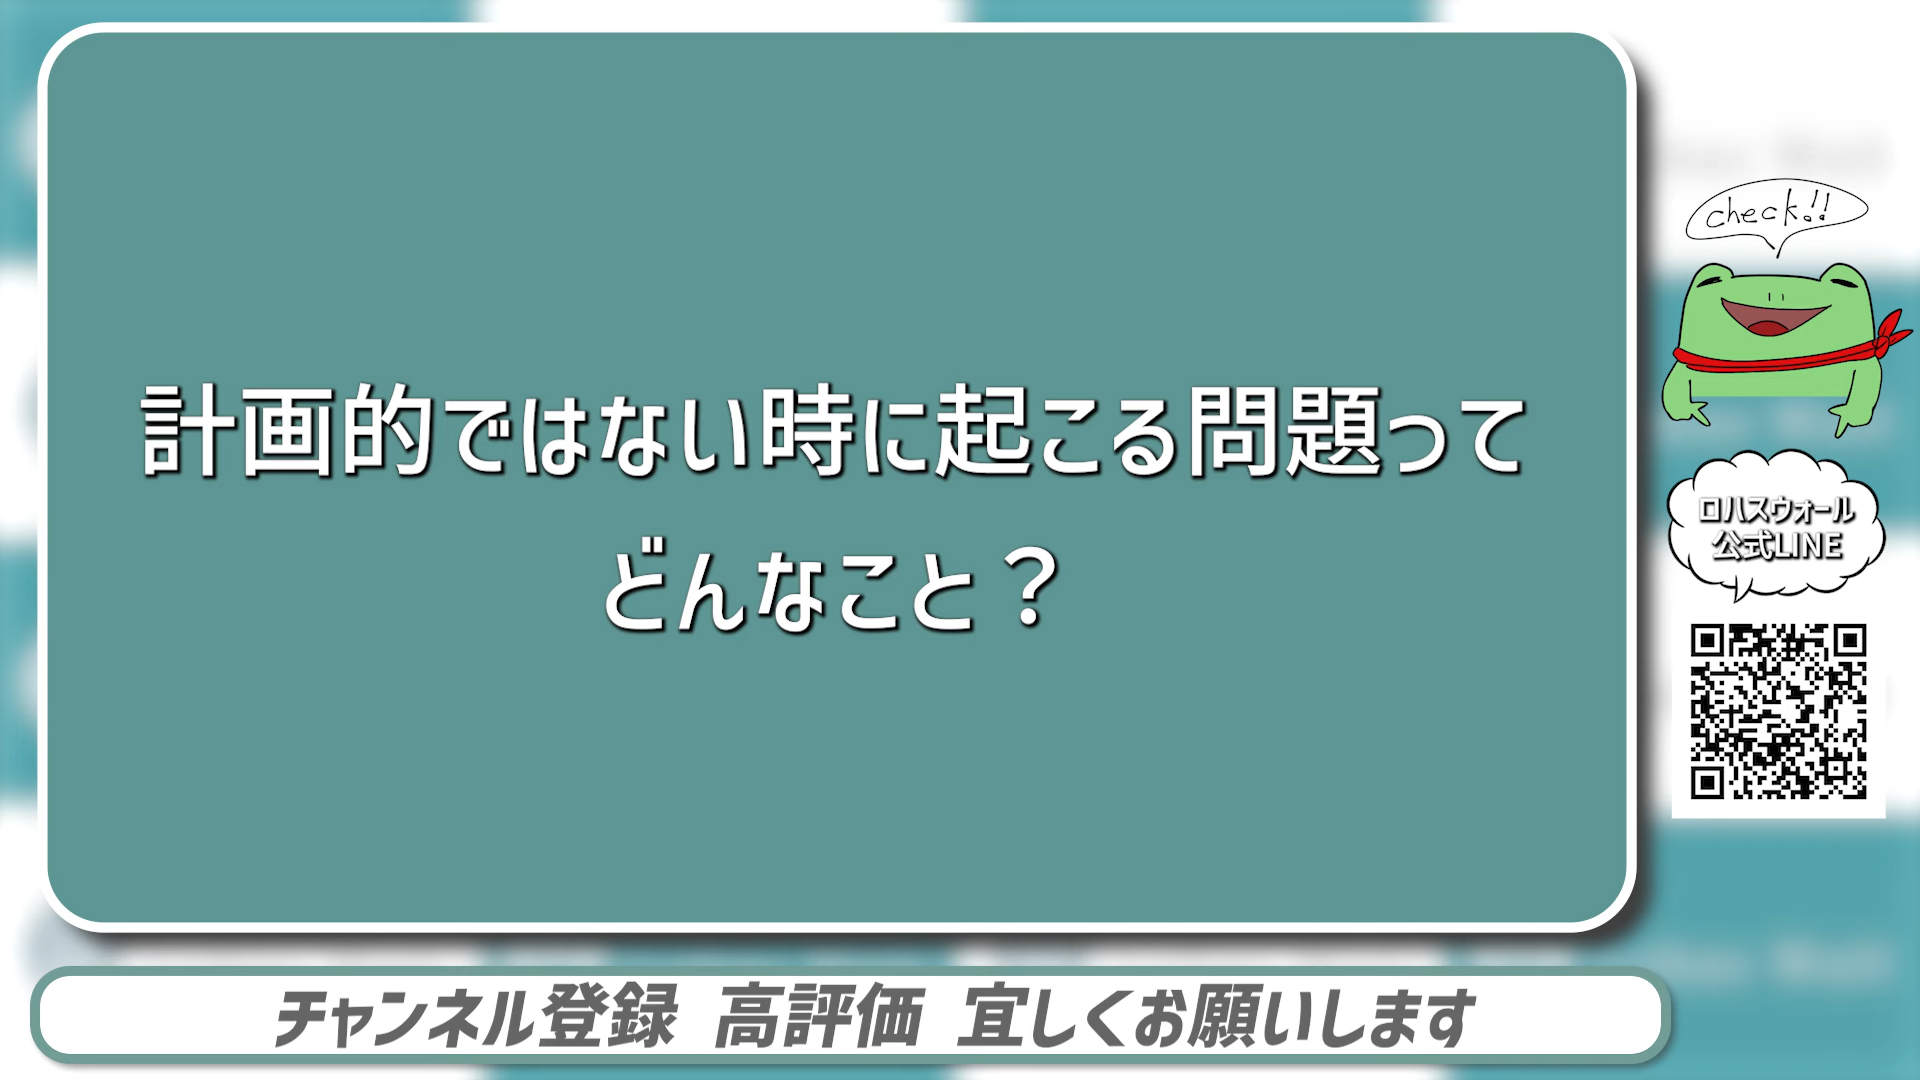 計画的ではない時に起こる問題って
どんなこと？
check!!
ロハスウォール
公式LINE
チャンネル登録 高評価 宜しくお願いします